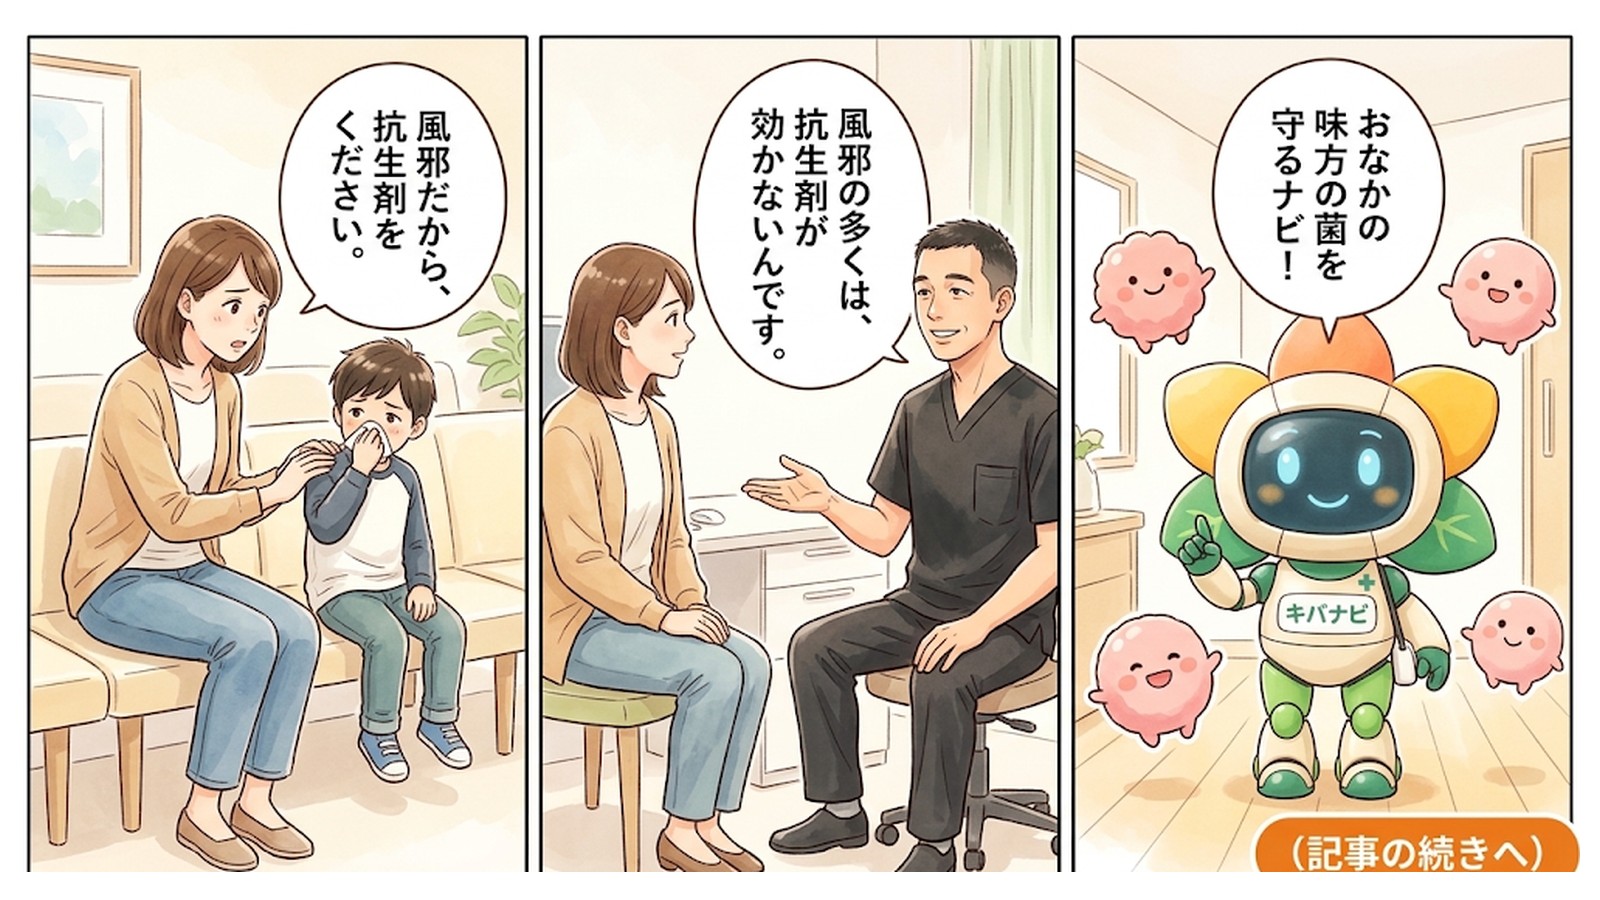 風邪だから、
抗生剤を
ください。
風邪の多くは、
抗生剤が
効かないんです。
おなかの
味方の菌を
守るナビ！
キバナビ
（記事の続きへ）